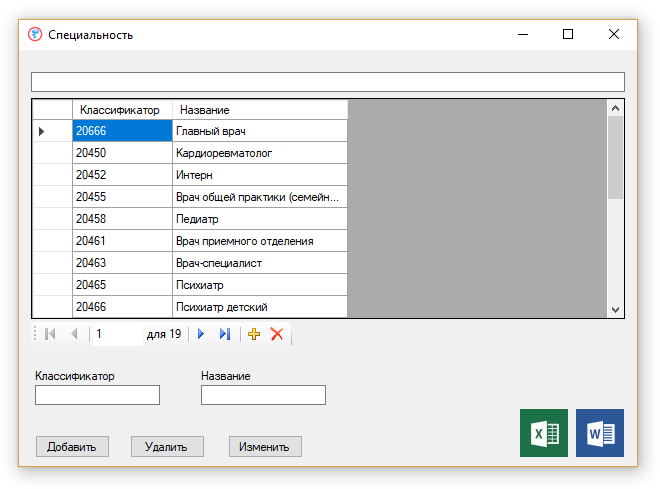 Специальность
Классификатор Название
20666 Главный врач
20450 Кардиоревматолог
20452 Интерн
20455 Врач общей практики (семейн...
20458 Педиатр
20461 Врач приемного отделения
20463 Врач-специалист
20465 Психиатр
20466 Психиатр детский
1 для 19
Классификатор Название
Добавить Удалить Изменить
X W